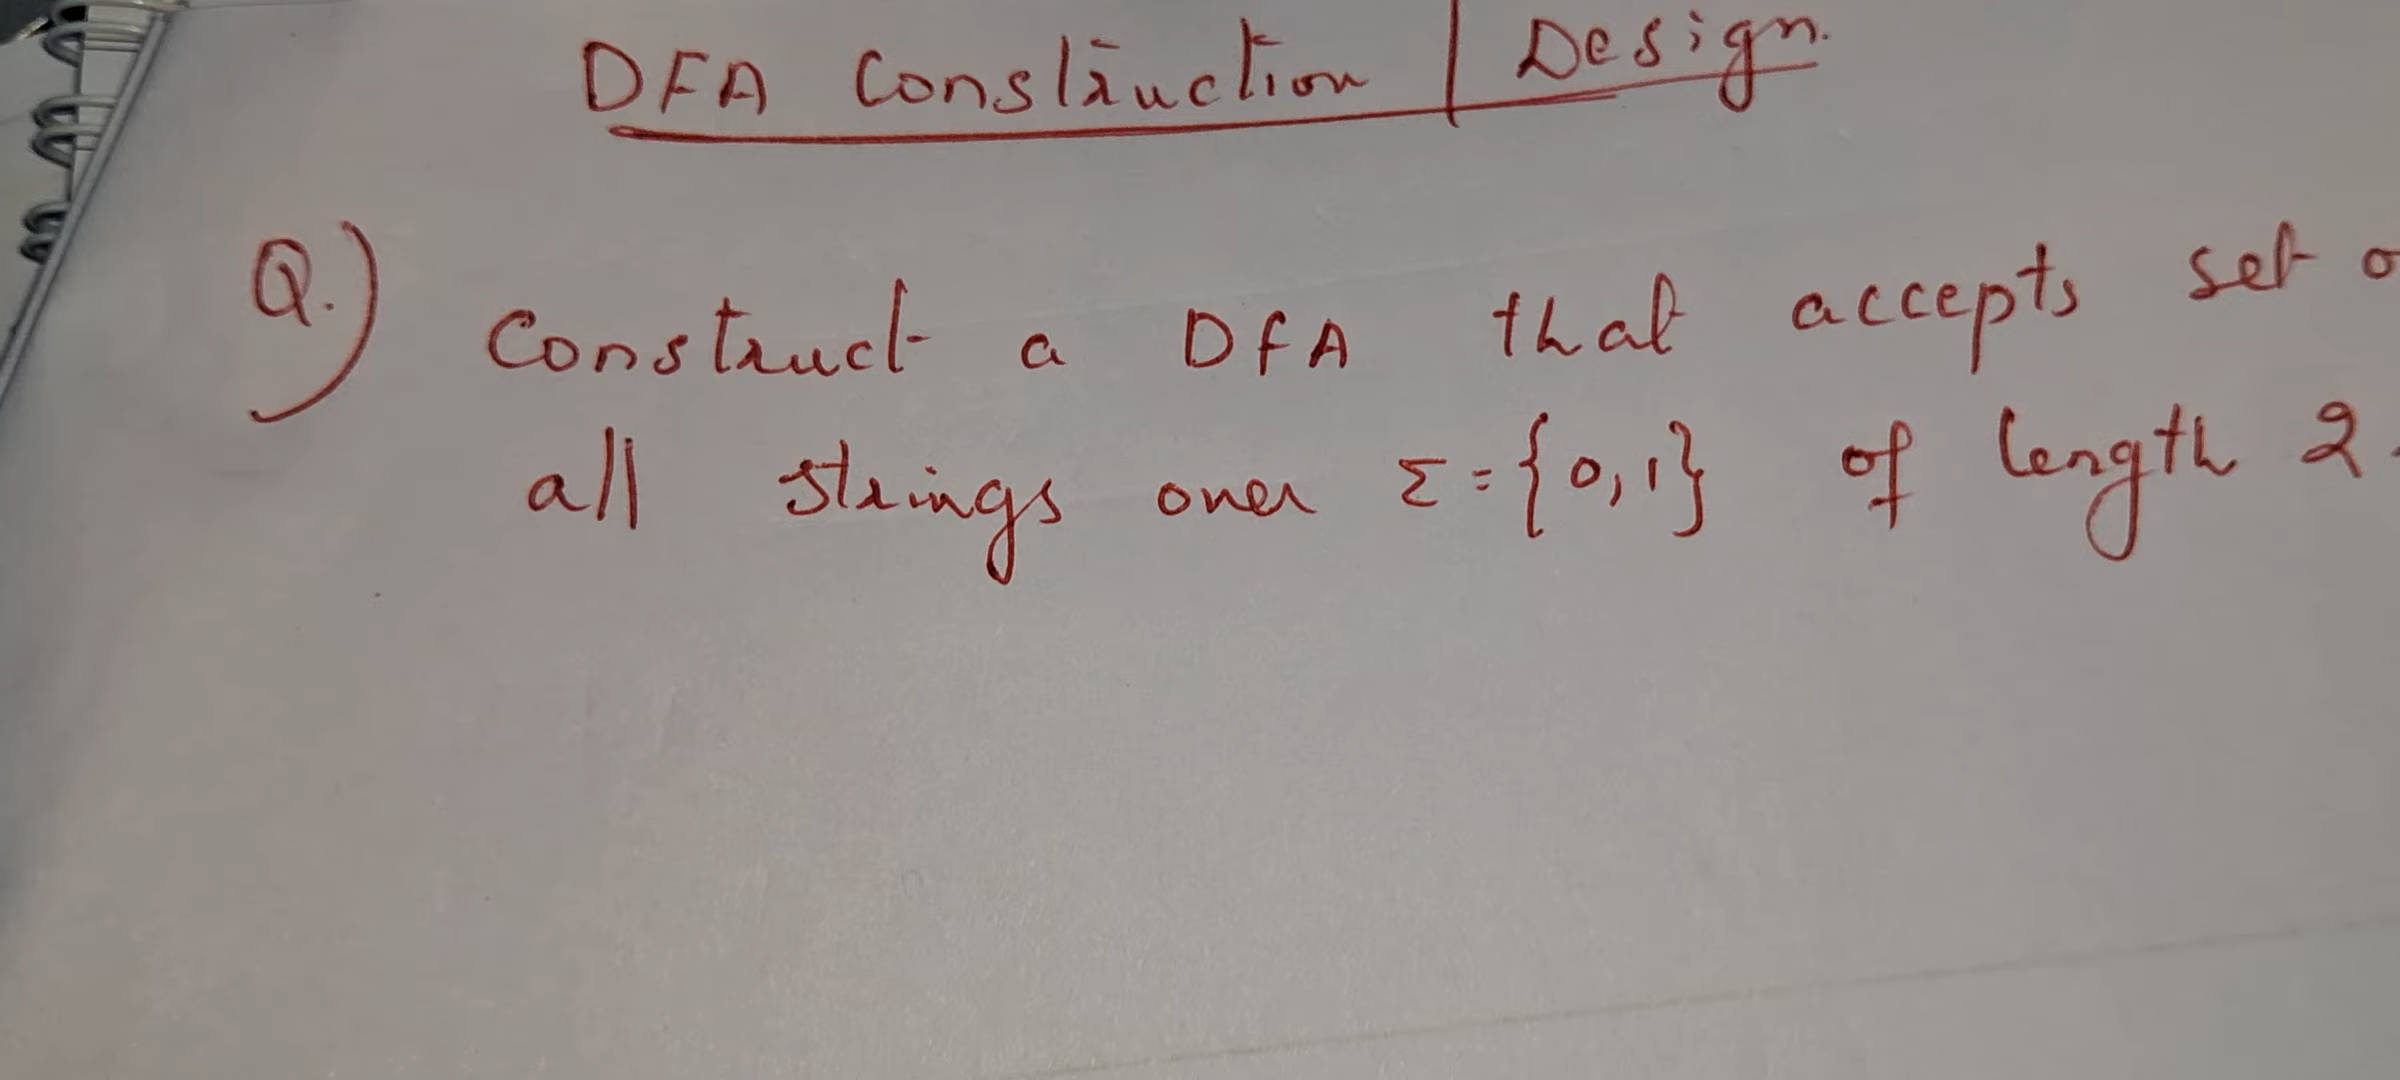 DFA Construction | Design.
Q.) Construct a DFA that accepts set o
all strings over Σ={0,1} of length 2.